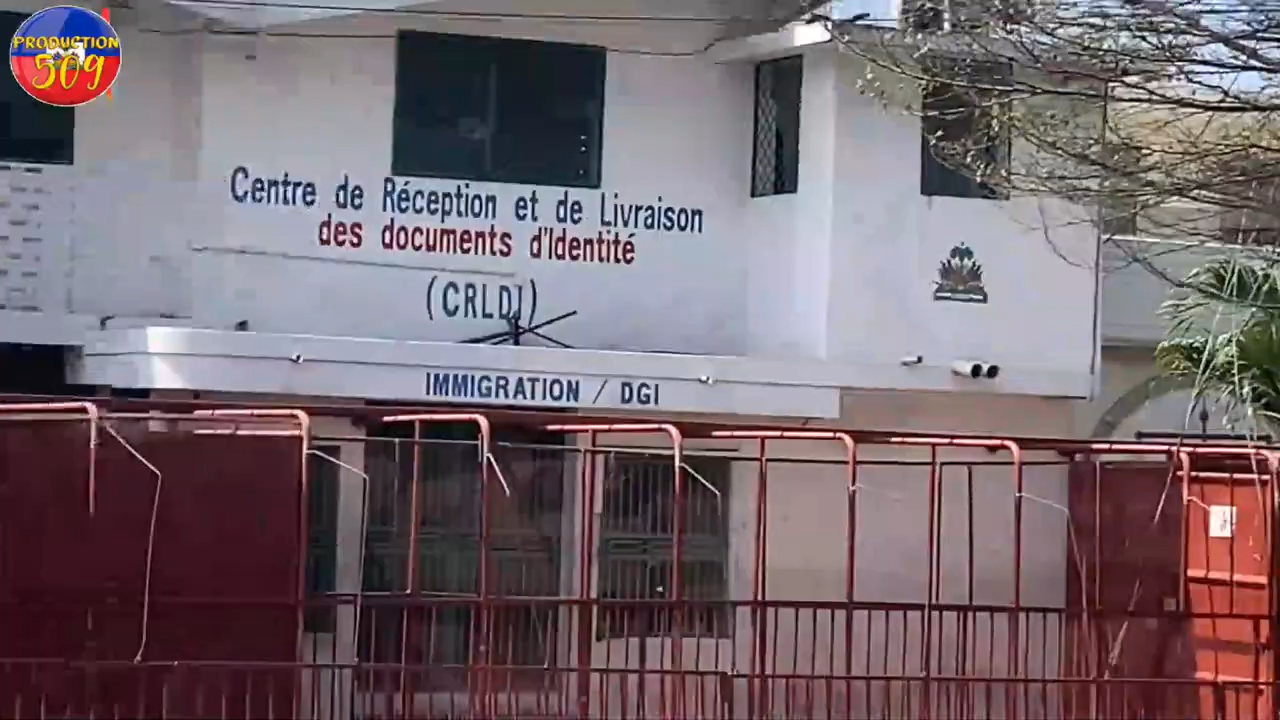 PRODUCTION
509
Centre de Réception et de Livraison
des documents d'Identité
(CRLDI)
IMMIGRATION / DGI